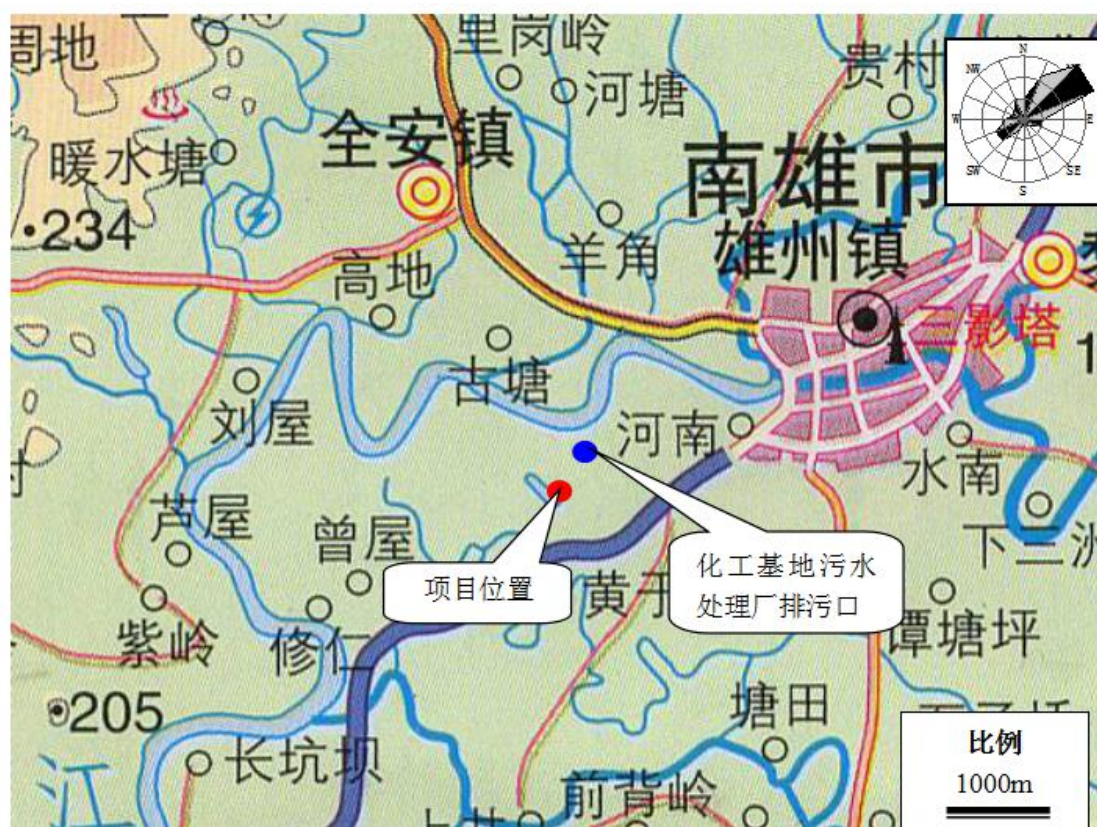 周地
里岗岭
河塘
贵村
N
NW
W
E
SW
SE
S
全安镇
暖水塘
南雄市
234
羊角
雄州镇
高地
三影塔
古塘
刘屋
河南
水南
芦屋
曾屋
下三洲
项目位置
化工基地污水
处理厂排污口
黄
紫岭
修仁
谭塘坪
205
塘田
长坑坝
比例
1000m
江
前背岭